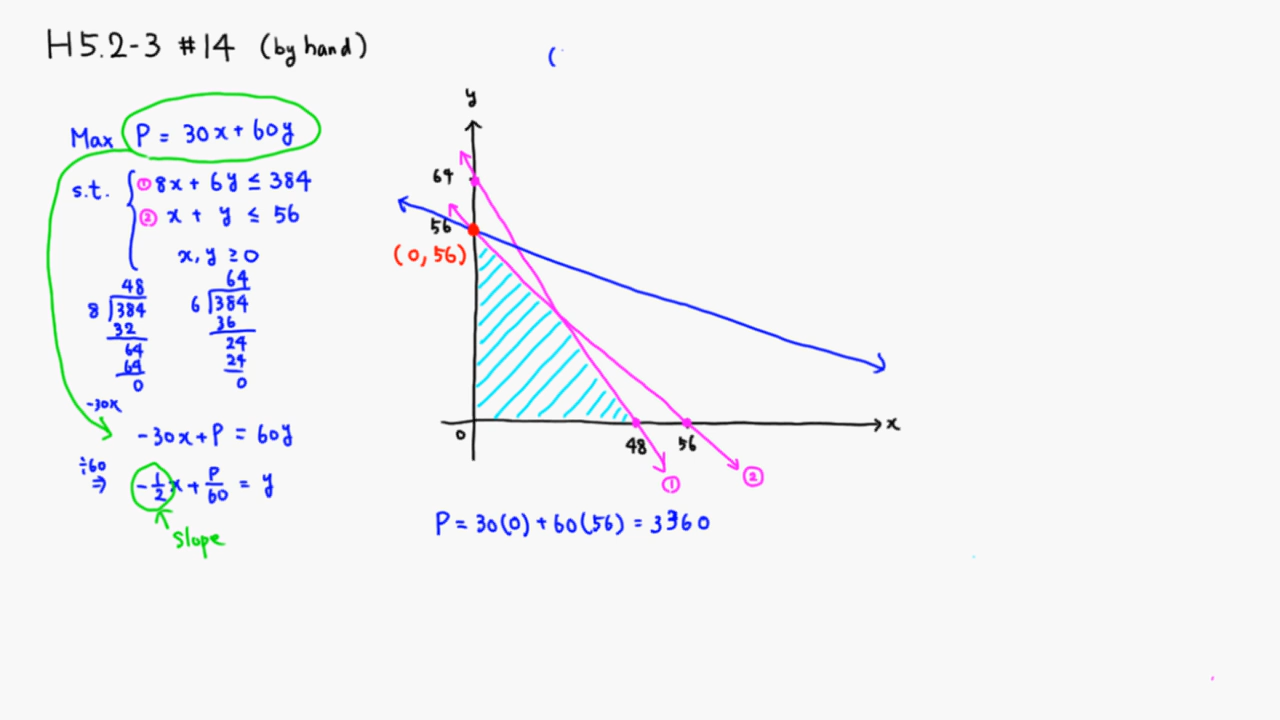 H5.2-3 #14 (by hand)
(
Max P = 30x + 60y
s.t. ① 8x + 6y ≤ 384
② x + y ≤ 56
x, y ≥ 0
48
8 384
32
64
64
0
64
6 384
36
24
24
0
-30x
-30x + P = 60y
÷60
⇒ -1/2 x + P/60 = y
slope
y
64
56
(0, 56)
0
48
56
x
①
②
P = 30(0) + 60(56) = 3360